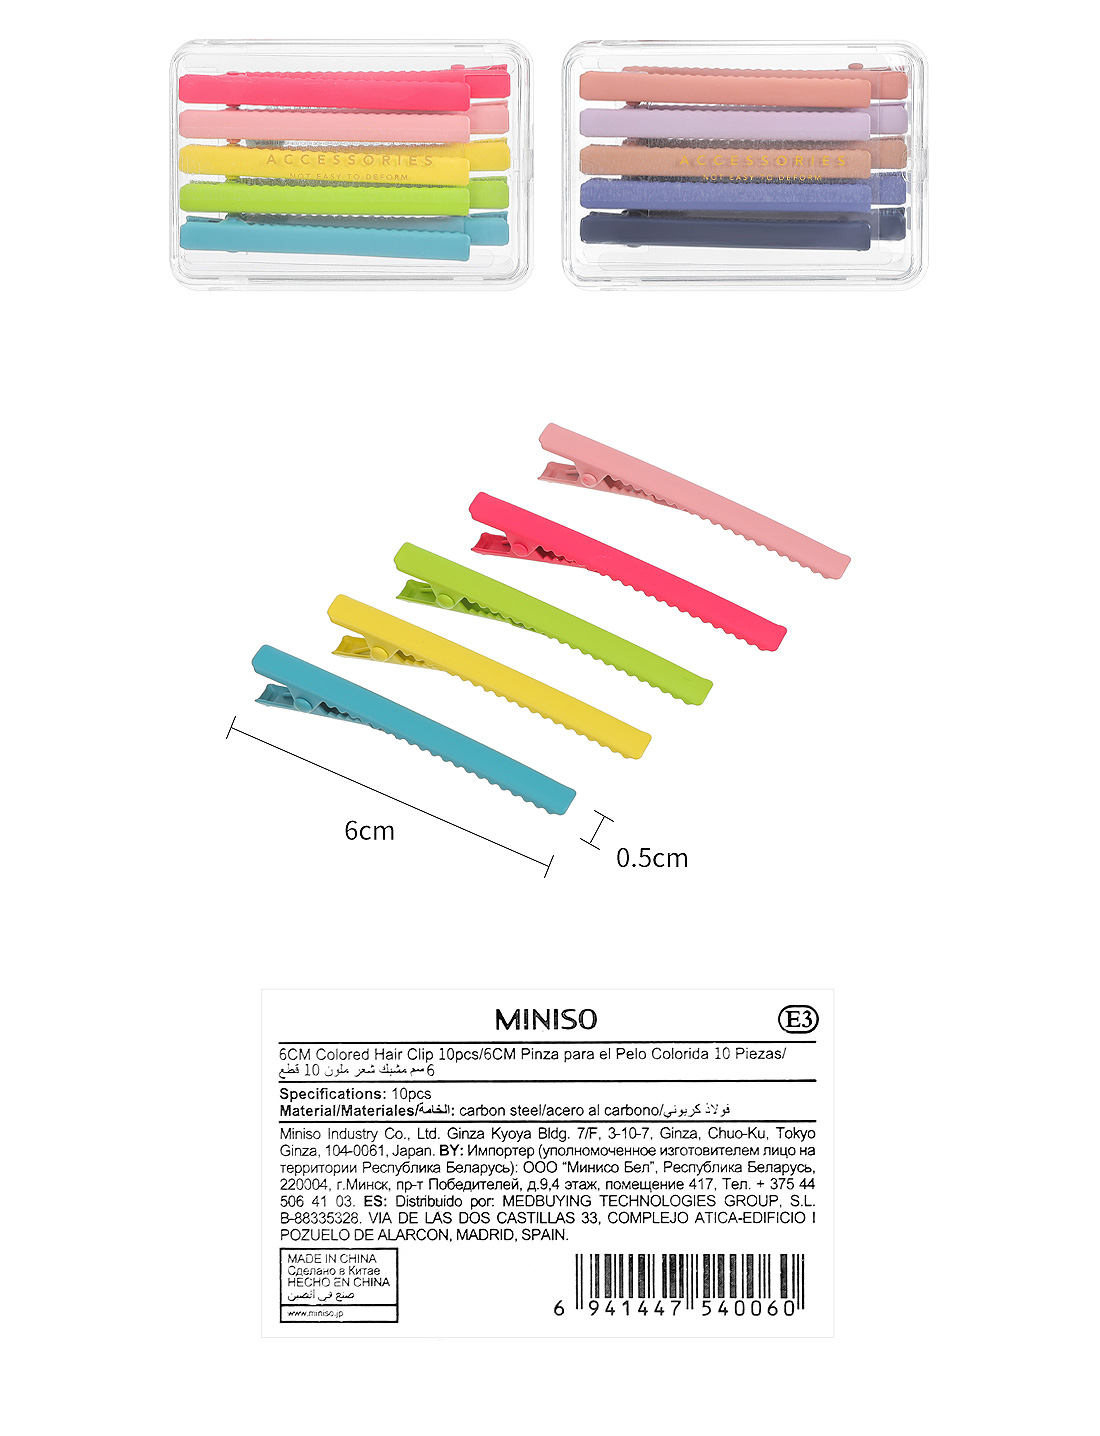 ACCESSORIES
NOT EASY TO DEFORM
ACCESSORIES
NOT EASY TO DEFORM
6cm
0.5cm
MINISO
E3
6CM Colored Hair Clip 10pcs/6CM Pinza para el Pelo Colorida 10 Piezas/
6 سم مشبك شعر ملون 10 قطع
Specifications: 10pcs
Material/Materiales/الخامة: carbon steel/acero al carbono/فولاذ كربوني
Miniso Industry Co., Ltd. Ginza Kyoya Bldg. 7/F, 3-10-7, Ginza, Chuo-Ku, Tokyo
Ginza, 104-0061, Japan. BY: Импортер (уполномоченное изготовителем лицо на
территории Республика Беларусь): ООО “Минисо Бел”, Республика Беларусь,
220004, г.Минск, пр-т Победителей, д.9,4 этаж, помещение 417, Тел. + 375 44
506 41 03. ES: Distribuido por: MEDBUYING TECHNOLOGIES GROUP, S.L.
B-88335328. VIA DE LAS DOS CASTILLAS 33, COMPLEJO ATICA-EDIFICIO I
POZUELO DE ALARCON, MADRID, SPAIN.
MADE IN CHINA
Сделано в Китае
HECHO EN CHINA
صنع في الصين
www.miniso.jp
6 941447 540060